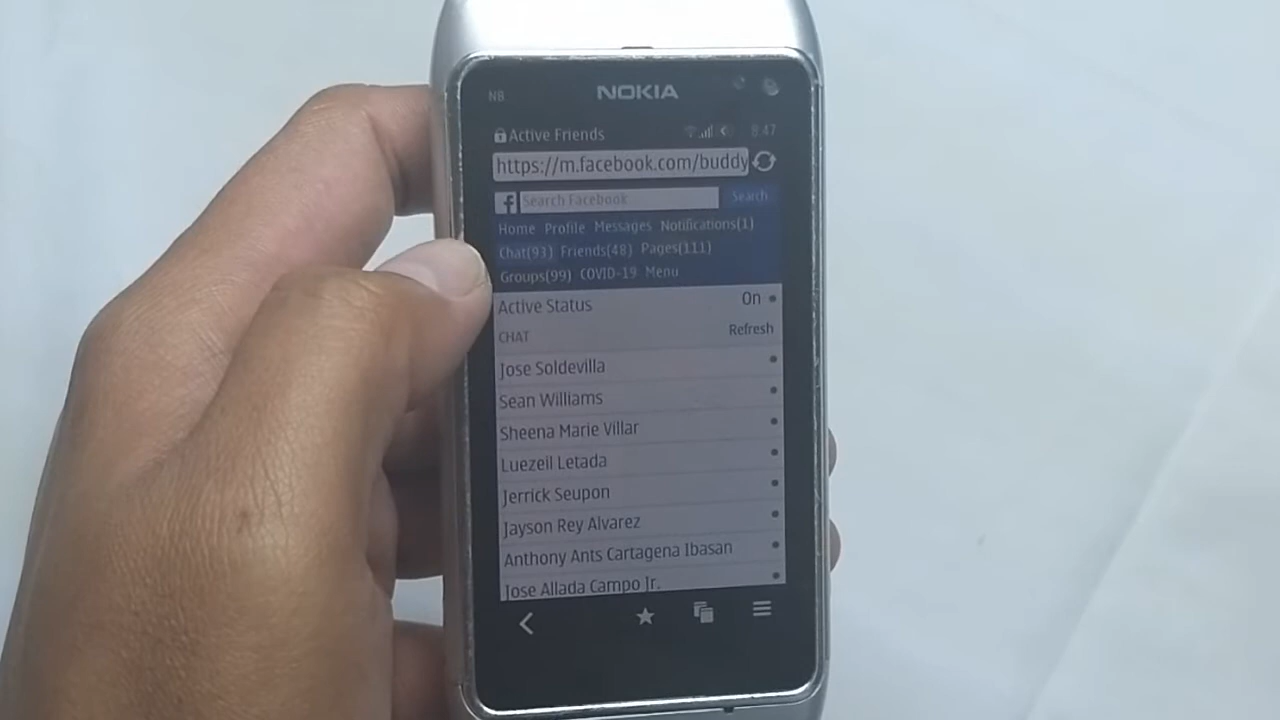 N8
NOKIA
Active Friends 8:47
https://m.facebook.com/buddy
f Search Facebook Search
Home Profile Messages Notifications(1)
Chat(93) Friends(48) Pages(111)
Groups(99) COVID-19 Menu
Active Status On
CHAT Refresh
Jose Soldevilla
Sean Williams
Sheena Marie Villar
Luezeil Letada
Jerrick Seupon
Jayson Rey Alvarez
Anthony Ants Cartagena Ibasan
Jose Allada Campo Jr.